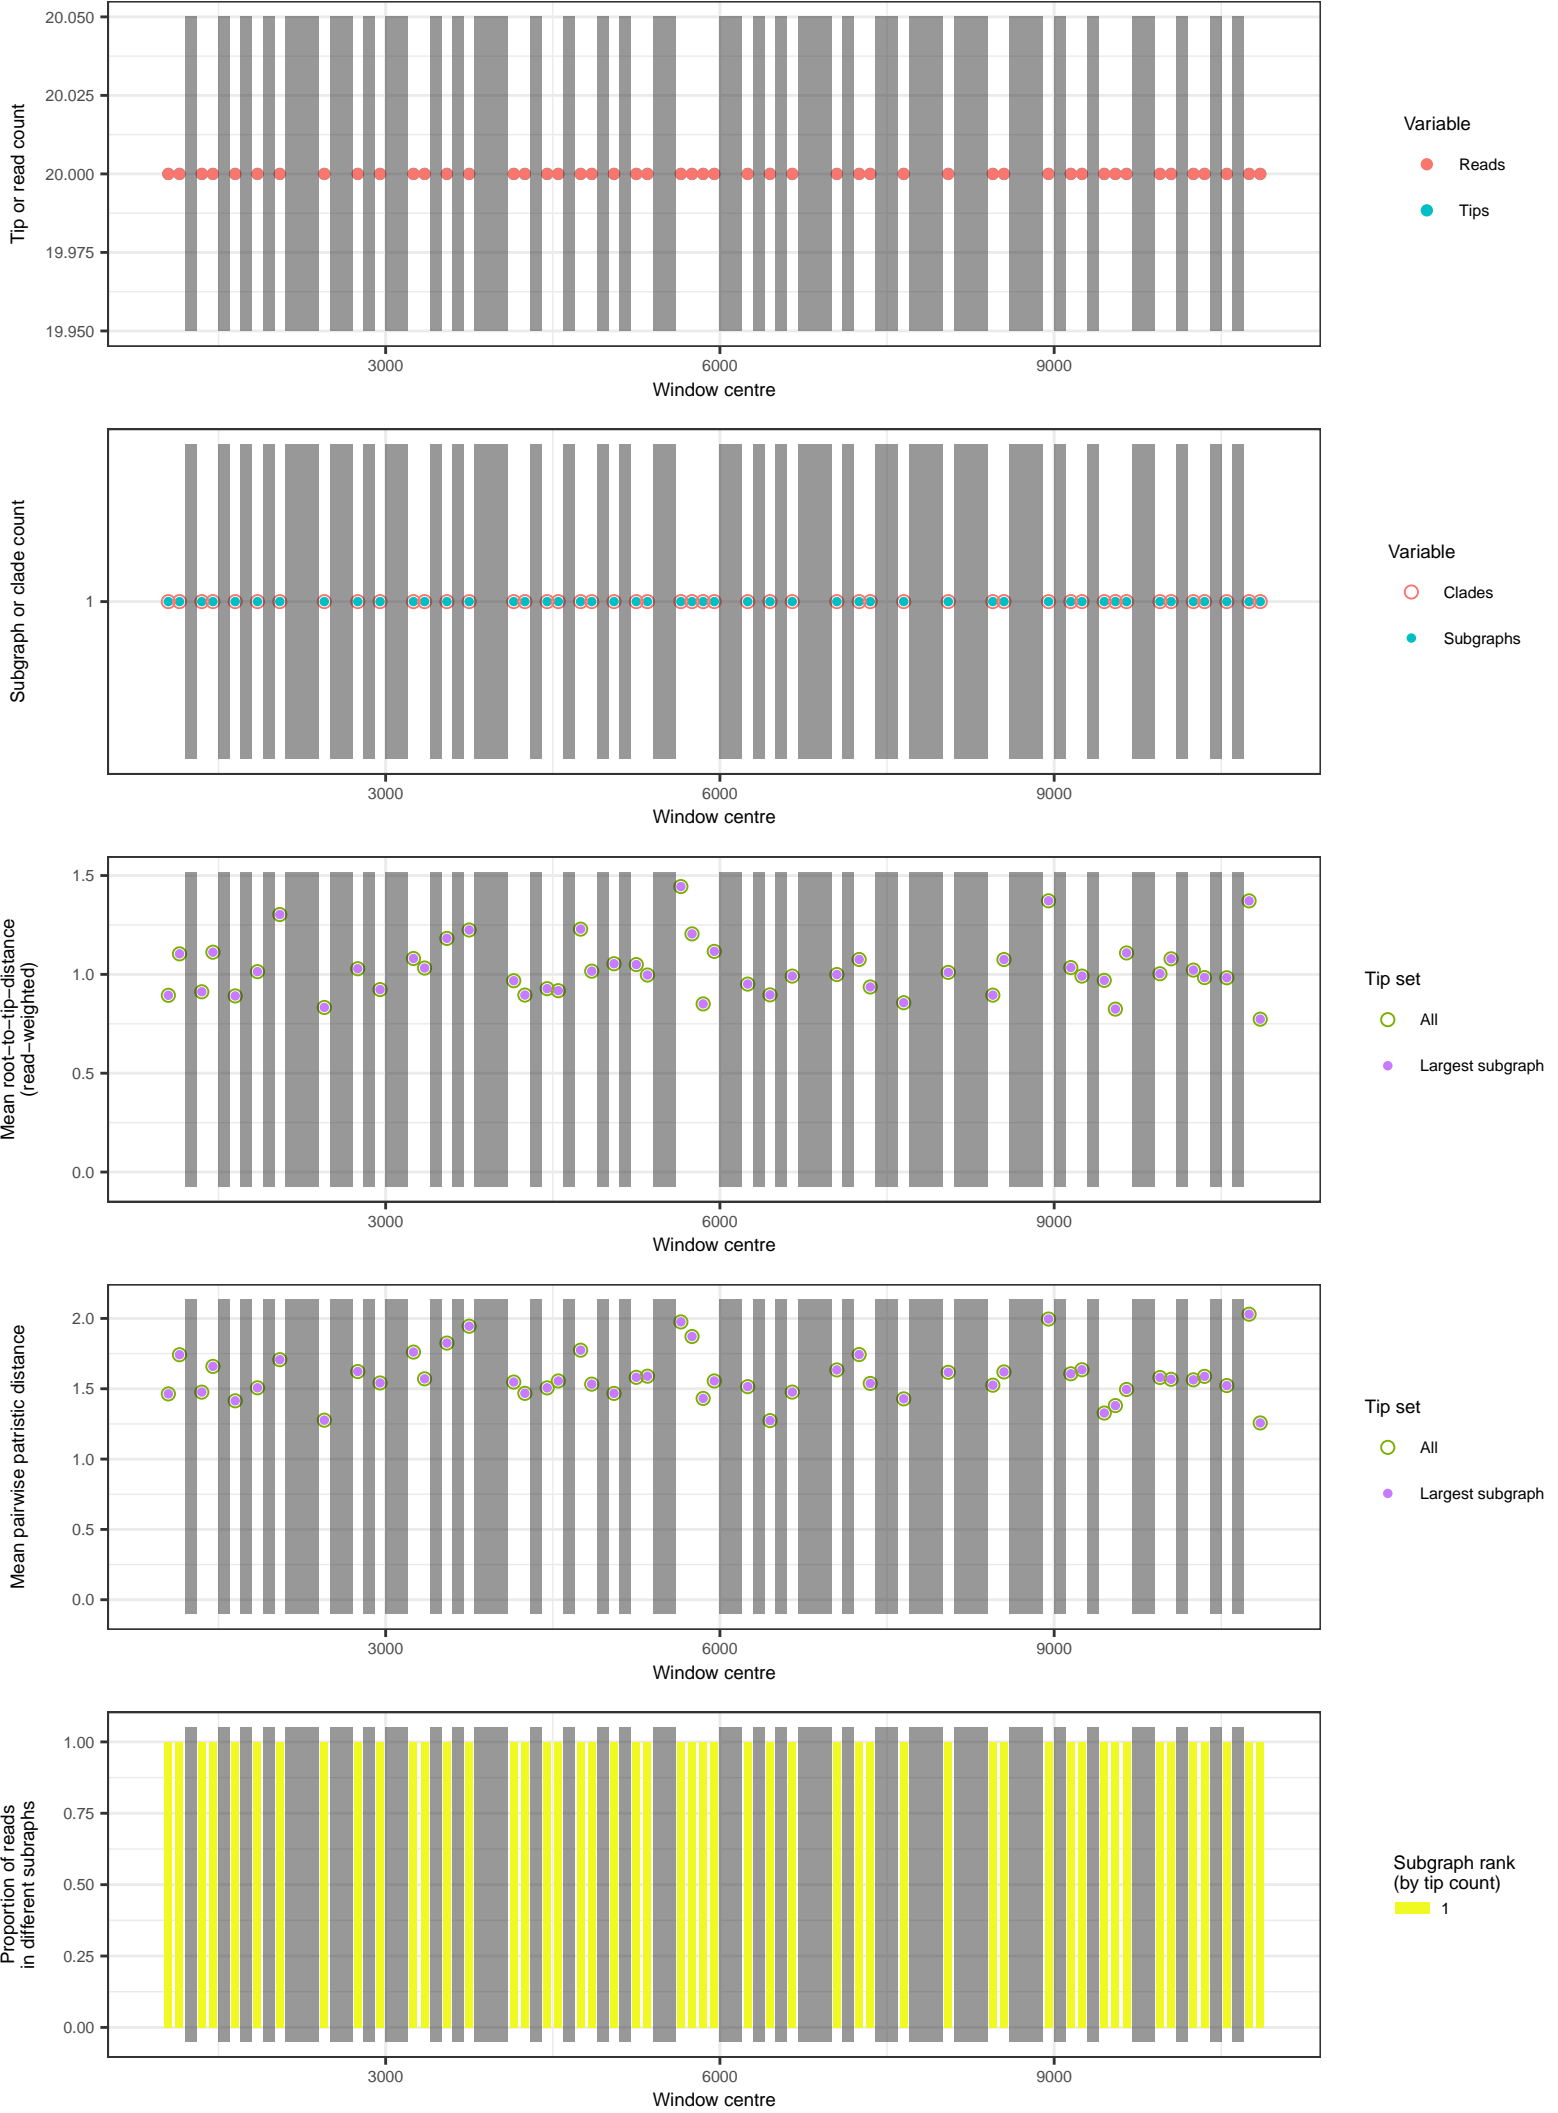 20.050
20.025
20.000
19.975
19.950
Tip or read count
3000
6000
9000
Window centre
Variable
Reads
Tips
1
Subgraph or clade count
3000
6000
9000
Window centre
Variable
Clades
Subgraphs
1.5
1.0
0.5
0.0
Mean root−to−tip−distance
(read−weighted)
3000
6000
9000
Window centre
Tip set
All
Largest subgraph
2.0
1.5
1.0
0.5
0.0
Mean pairwise patristic distance
3000
6000
9000
Window centre
Tip set
All
Largest subgraph
1.00
0.75
0.50
0.25
0.00
Proportion of reads
in different subraphs
3000
6000
9000
Window centre
Subgraph rank
(by tip count)
1